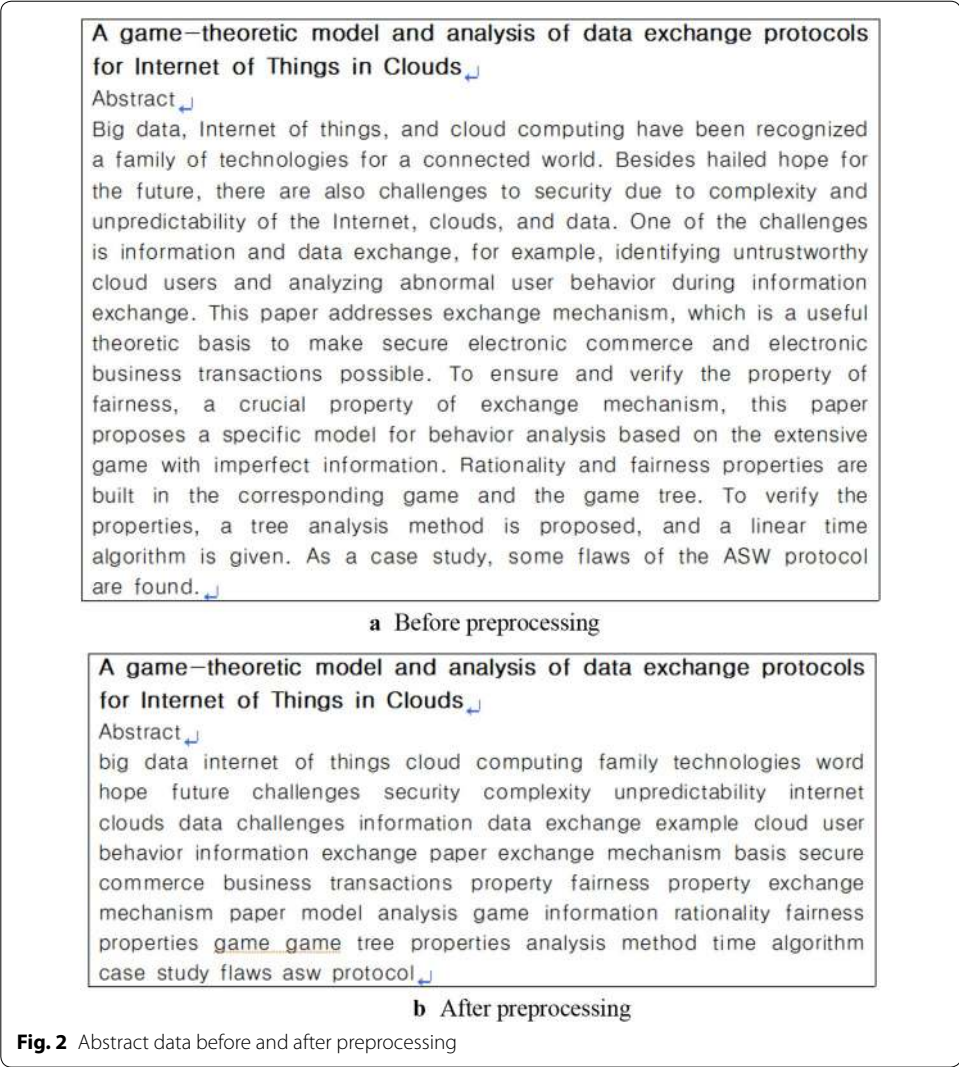 A game-theoretic model and analysis of data exchange protocols
for Internet of Things in Clouds
Abstract
Big data, Internet of things, and cloud computing have been recognized
a family of technologies for a connected world. Besides hailed hope for
the future, there are also challenges to security due to complexity and
unpredictability of the Internet, clouds, and data. One of the challenges
is information and data exchange, for example, identifying untrustworthy
cloud users and analyzing abnormal user behavior during information
exchange. This paper addresses exchange mechanism, which is a useful
theoretic basis to make secure electronic commerce and electronic
business transactions possible. To ensure and verify the property of
fairness, a crucial property of exchange mechanism, this paper
proposes a specific model for behavior analysis based on the extensive
game with imperfect information. Rationality and fairness properties are
built in the corresponding game and the game tree. To verify the
properties, a tree analysis method is proposed, and a linear time
algorithm is given. As a case study, some flaws of the ASW protocol
are found.
a Before preprocessing
A game-theoretic model and analysis of data exchange protocols
for Internet of Things in Clouds
Abstract
big data internet of things cloud computing family technologies word
hope future challenges security complexity unpredictability internet
clouds data challenges information data exchange example cloud user
behavior information exchange paper exchange mechanism basis secure
commerce business transactions property fairness property exchange
mechanism paper model analysis game information rationality fairness
properties game game tree properties analysis method time algorithm
case study flaws asw protocol
b After preprocessing
Fig. 2 Abstract data before and after preprocessing